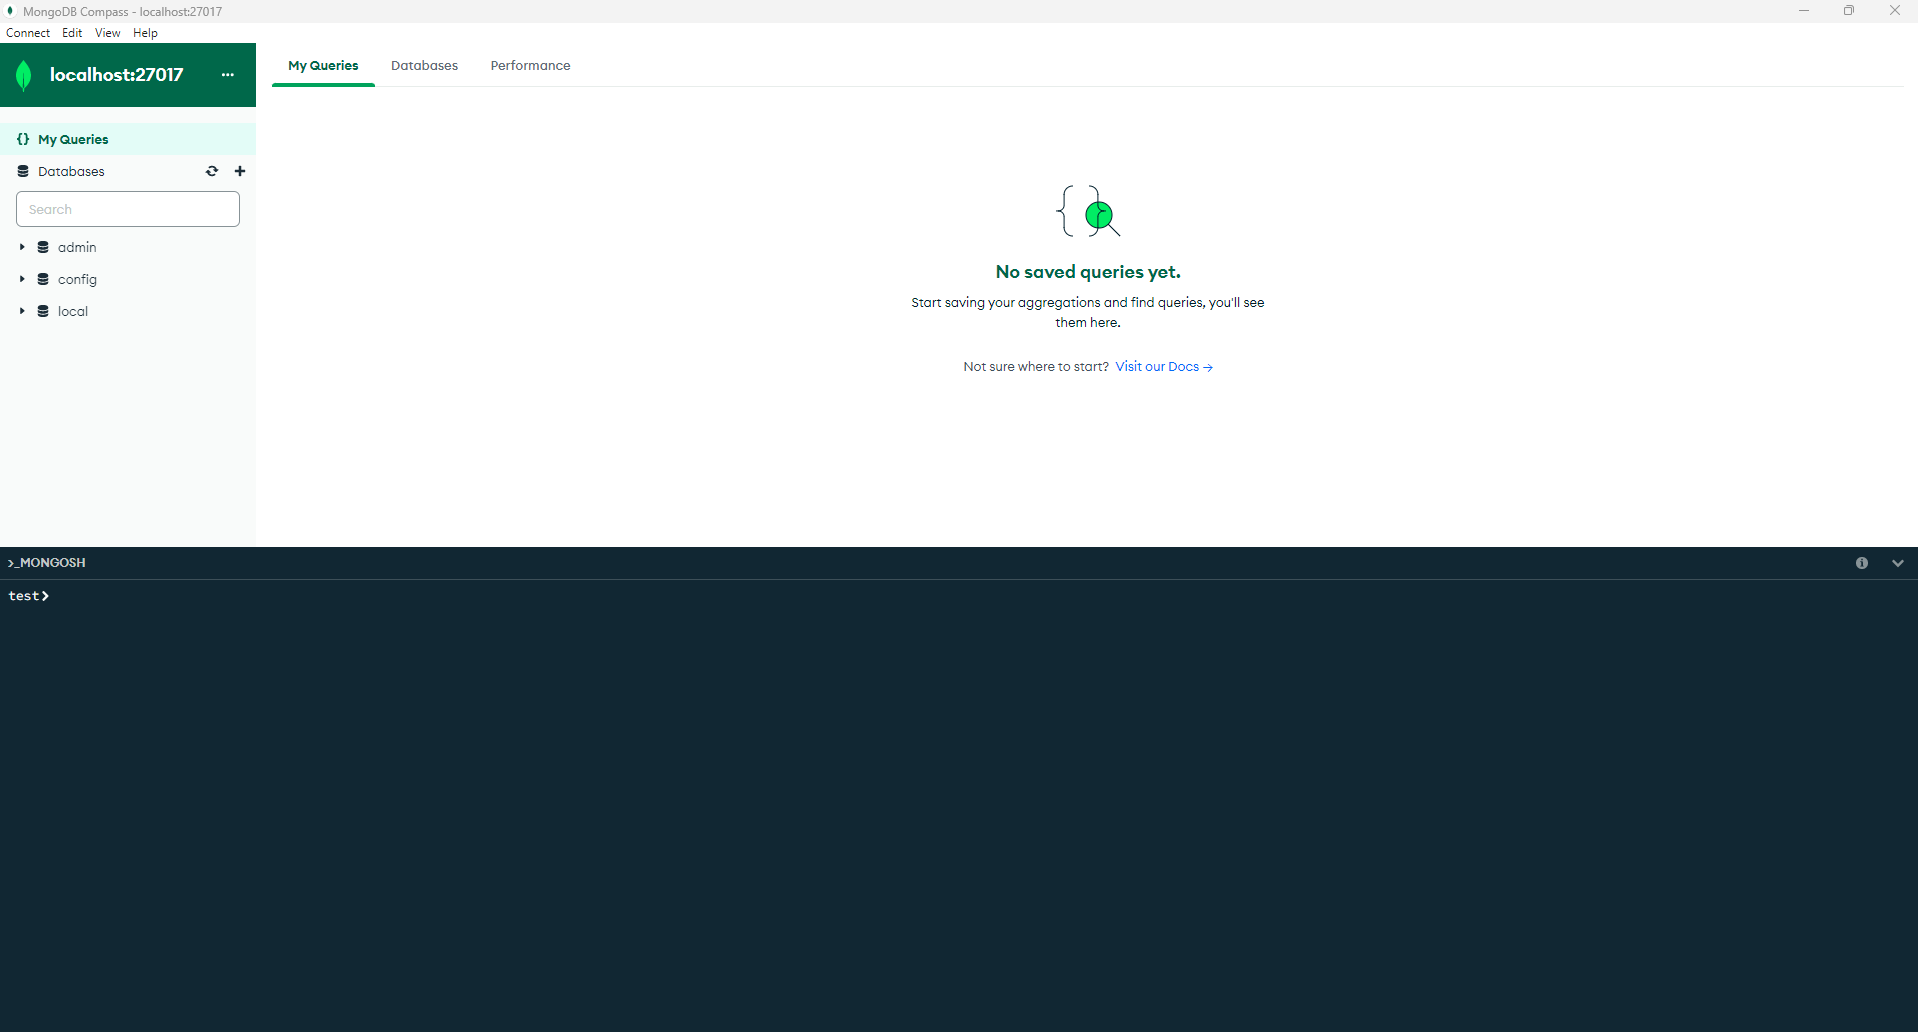 MongoDB Compass - localhost:27017
Connect Edit View Help
localhost:27017 ...
My Queries Databases Performance
{} My Queries
Databases
Search
admin
config
local
No saved queries yet.
Start saving your aggregations and find queries, you'll see
them here.
Not sure where to start? Visit our Docs →
>_MONGOSH
test>